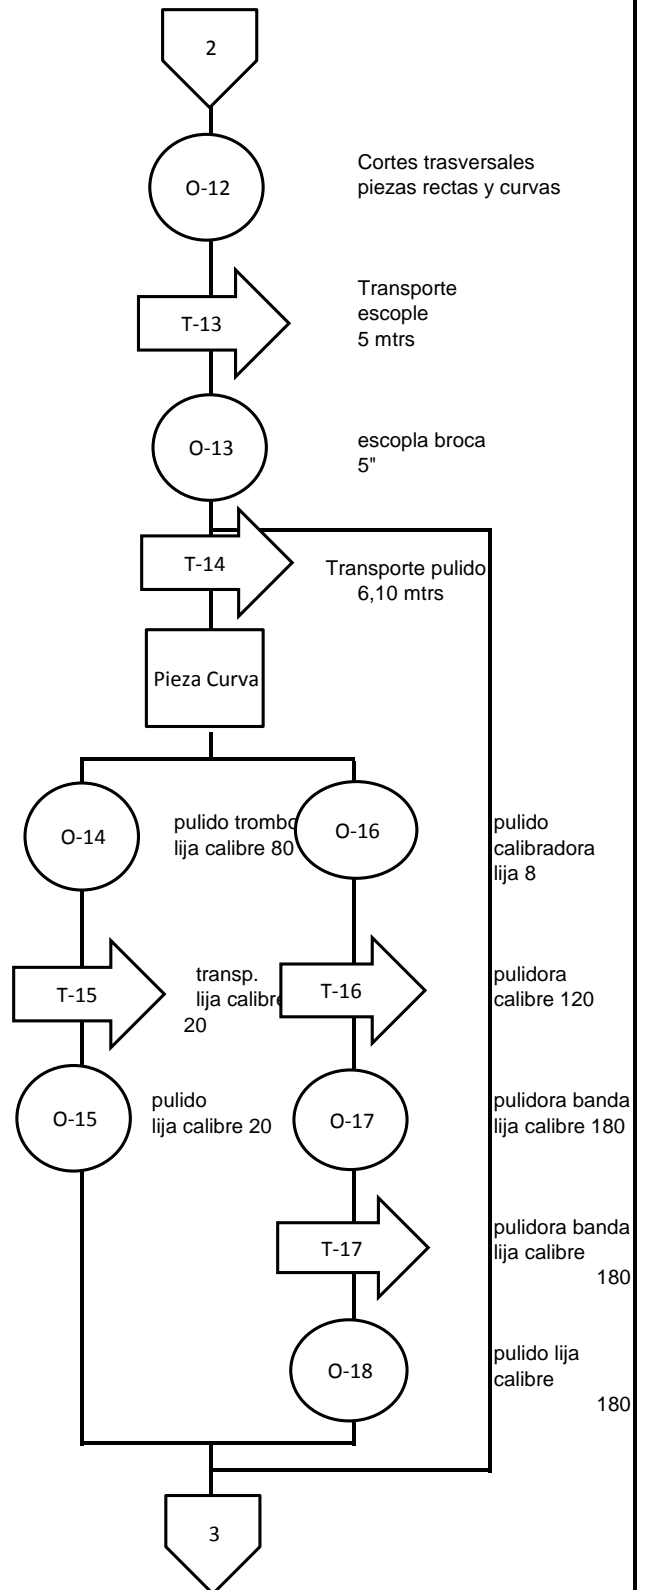 2
O-12
Cortes trasversales
piezas rectas y curvas
T-13
Transporte
escople
5 mtrs
O-13
escopla broca
5"
T-14
Transporte pulido
6,10 mtrs
Pieza Curva
O-14
pulido trombo
lija calibre 80
O-16
pulido
calibradora
lija 8
T-15
transp.
lija calibre
20
T-16
pulidora
calibre 120
O-15
pulido
lija calibre 20
O-17
pulidora banda
lija calibre 180
T-17
pulidora banda
lija calibre
180
O-18
pulido lija
calibre
180
3